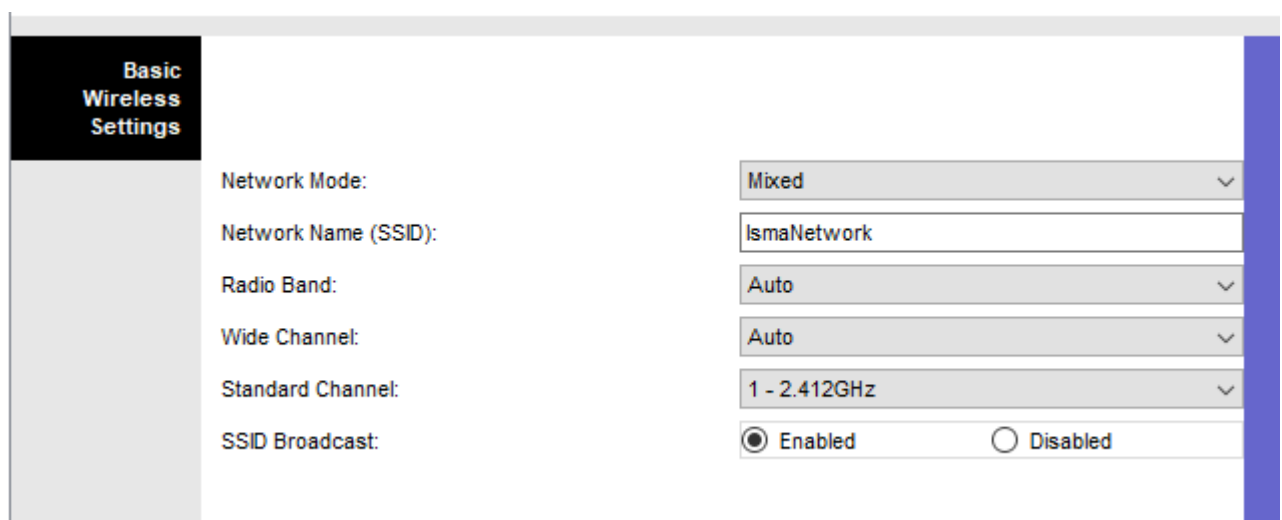 Basic
Wireless
Settings
Network Mode: Mixed
Network Name (SSID): IsmaNetwork
Radio Band: Auto
Wide Channel: Auto
Standard Channel: 1 - 2.412GHz
SSID Broadcast: Enabled Disabled